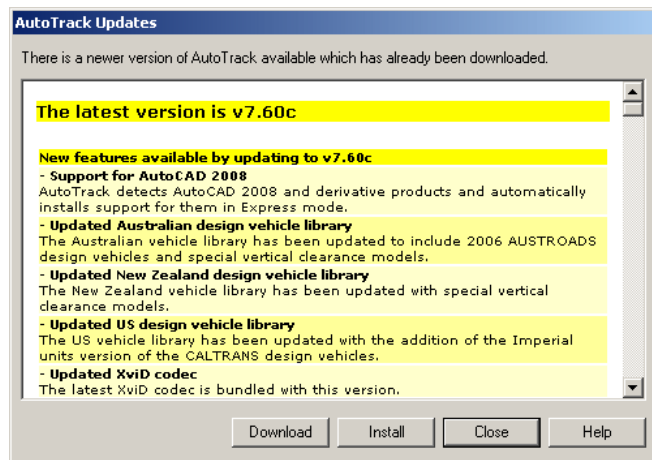 AutoTrack Updates
There is a newer version of AutoTrack available which has already been downloaded.
The latest version is v7.60c
New features available by updating to v7.60c
- Support for AutoCAD 2008
AutoTrack detects AutoCAD 2008 and derivative products and automatically
installs support for them in Express mode.
- Updated Australian design vehicle library
The Australian vehicle library has been updated to include 2006 AUSTROADS
design vehicles and special vertical clearance models.
- Updated New Zealand design vehicle library
The New Zealand vehicle library has been updated with special vertical
clearance models.
- Updated US design vehicle library
The US vehicle library has been updated with the addition of the Imperial
units version of the CALTRANS design vehicles.
- Updated XviD codec
The latest XviD codec is bundled with this version.
Download Install Close Help